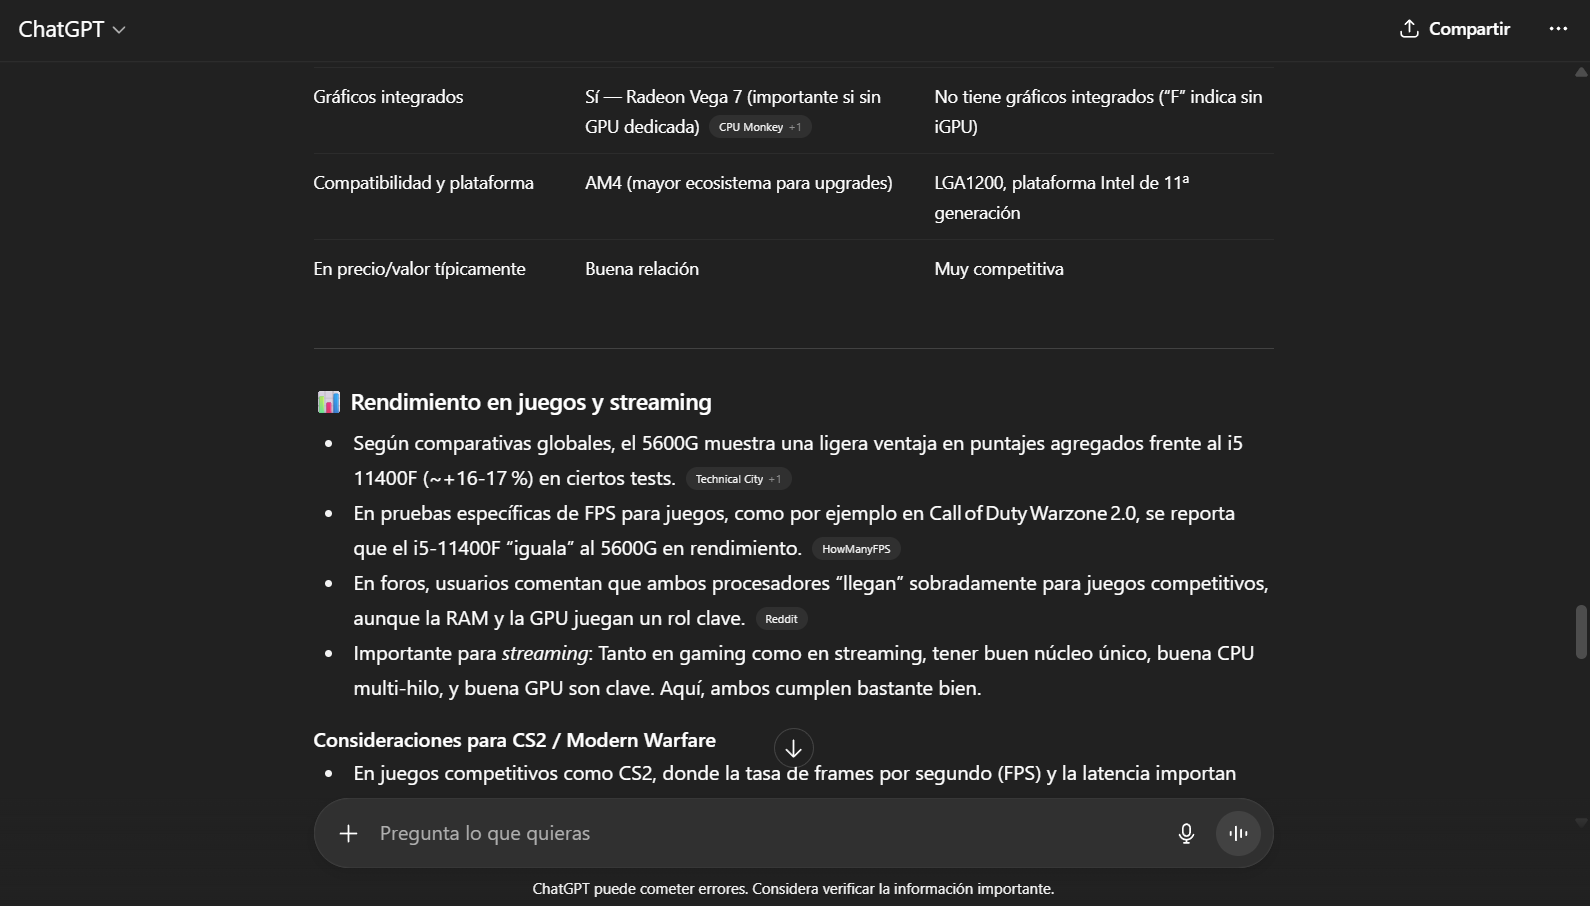 ChatGPT
Compartir
Gráficos integrados
Sí — Radeon Vega 7 (importante si sin
GPU dedicada) CPU Monkey +1
No tiene gráficos integrados (“F” indica sin
iGPU)
Compatibilidad y plataforma
AM4 (mayor ecosistema para upgrades)
LGA1200, plataforma Intel de 11ª
generación
En precio/valor típicamente
Buena relación
Muy competitiva
Rendimiento en juegos y streaming
• Según comparativas globales, el 5600G muestra una ligera ventaja en puntajes agregados frente al i5
11400F (~+16-17 %) en ciertos tests. Technical City +1
• En pruebas específicas de FPS para juegos, como por ejemplo en Call of Duty Warzone 2.0, se reporta
que el i5-11400F “iguala” al 5600G en rendimiento. HowManyFPS
• En foros, usuarios comentan que ambos procesadores “llegan” sobradamente para juegos competitivos,
aunque la RAM y la GPU juegan un rol clave. Reddit
• Importante para streaming: Tanto en gaming como en streaming, tener buen núcleo único, buena CPU
multi-hilo, y buena GPU son clave. Aquí, ambos cumplen bastante bien.
Consideraciones para CS2 / Modern Warfare
• En juegos competitivos como CS2, donde la tasa de frames por segundo (FPS) y la latencia importan
Pregunta lo que quieras
ChatGPT puede cometer errores. Considera verificar la información importante.